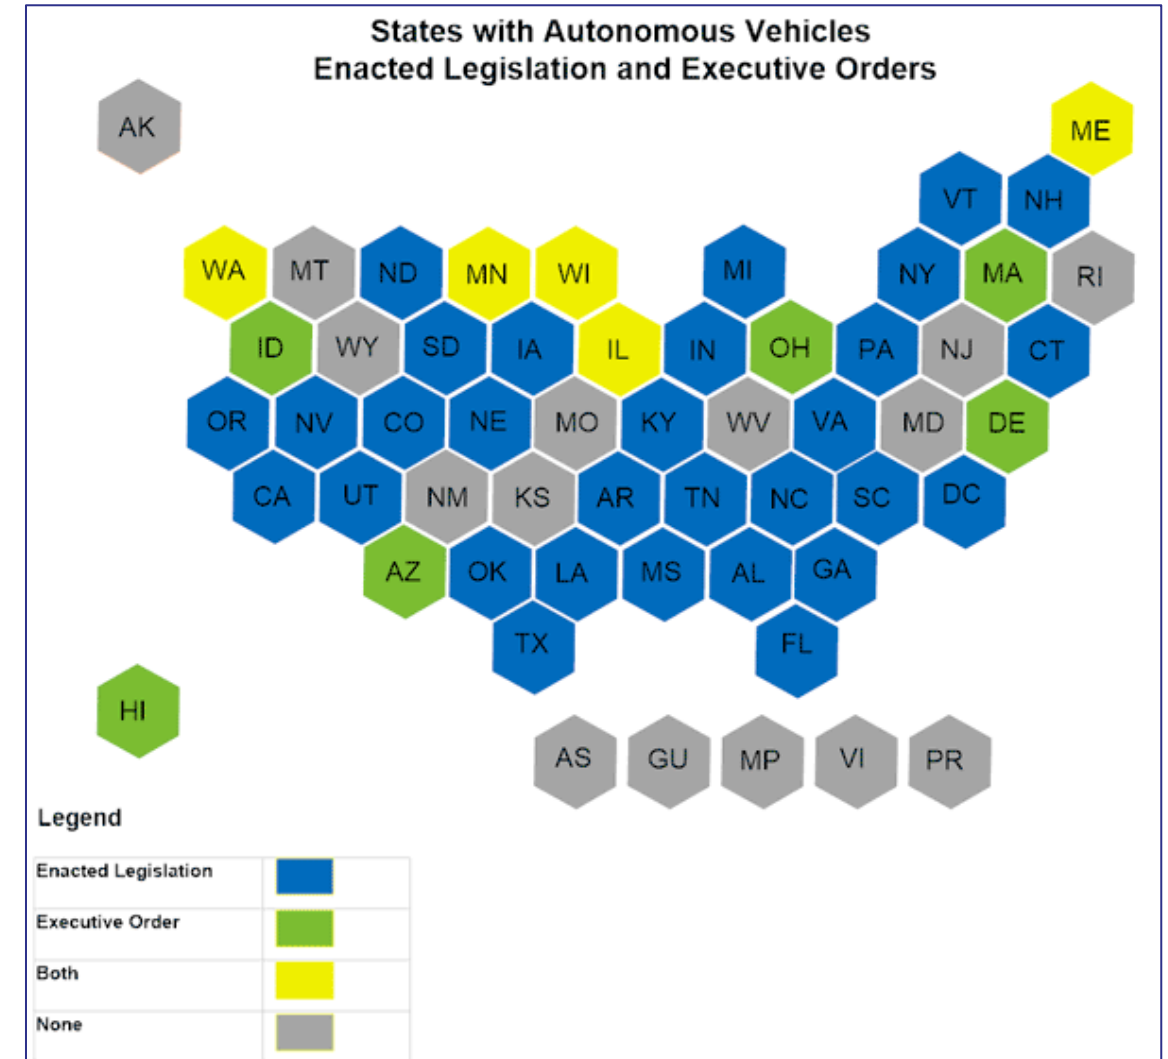 States with Autonomous Vehicles
Enacted Legislation and Executive Orders
AK
ME
VT NH
WA MT ND MN WI MI NY MA RI
ID WY SD IA IL IN OH PA NJ CT
OR NV CO NE MO KY WV VA MD DE
CA UT NM KS AR TN NC SC DC
AZ OK LA MS AL GA
TX FL
HI
AS GU MP VI PR
Legend
Enacted Legislation
Executive Order
Both
None